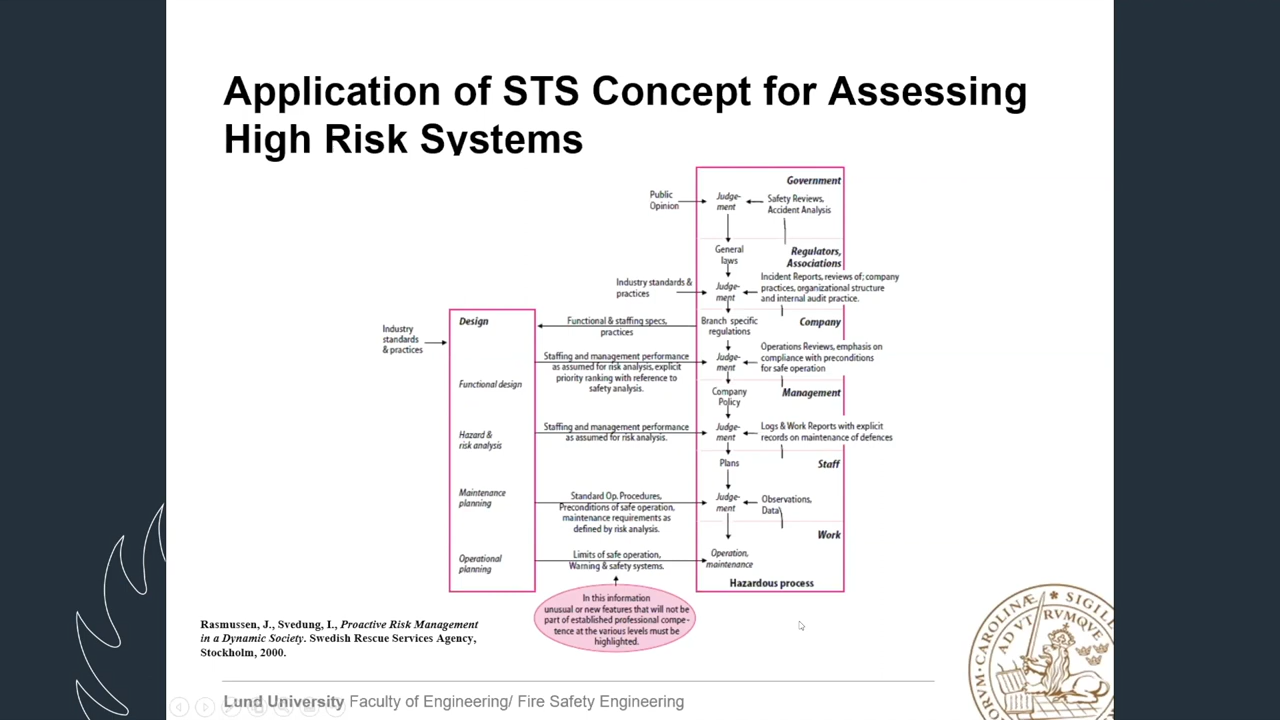 Application of STS Concept for Assessing
High Risk Systems
Government
Public
Opinion
Judge-
ment
Safety Reviews,
Accident Analysis
General
laws
Regulators,
Associations
Industry standards &
practices
Judge-
ment
Incident Reports, reviews of; company
practices, organizational structure
and internal audit practice.
Industry
standards
& practices
Design
Functional & staffing specs,
practices
Branch specific
regulations
Company
Functional design
Staffing and management performance
as assumed for risk analysis, explicit
priority ranking with reference to
safety analysis.
Judge-
ment
Operations Reviews, emphasis on
compliance with preconditions
for safe operation
Company
Policy
Management
Hazard &
risk analysis
Staffing and management performance
as assumed for risk analysis.
Judge-
ment
Logs & Work Reports with explicit
records on maintenance of defences
Plans
Staff
Maintenance
planning
Standard Op. Procedures,
Preconditions of safe operation,
maintenance requirements as
defined by risk analysis.
Judge-
ment
Observations,
Data
Work
Operational
planning
Limits of safe operation,
Warning & safety systems.
Operation,
maintenance
Hazardous process
In this information
unusual or new features that will not be
part of established professional compe-
tence at the various levels must be
highlighted.
Rasmussen, J., Svedung, I., Proactive Risk Management
in a Dynamic Society. Swedish Rescue Services Agency,
Stockholm, 2000.
Lund University Faculty of Engineering/ Fire Safety Engineering